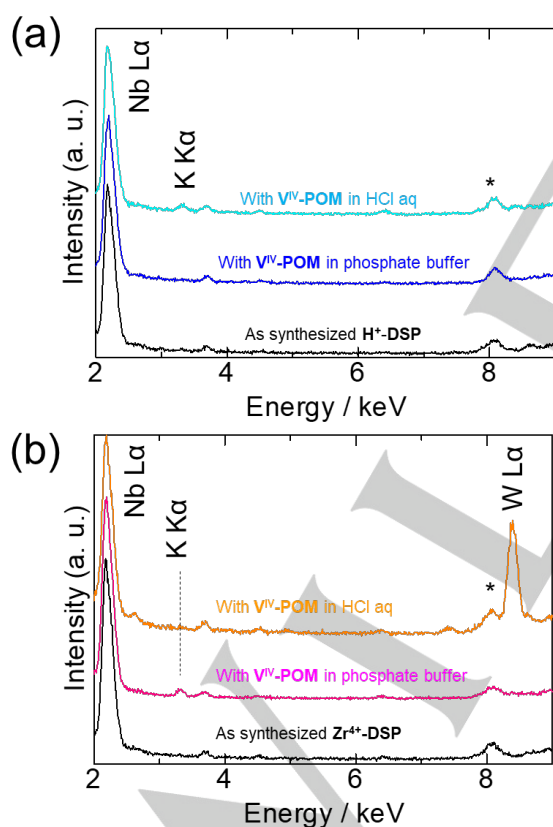 (a)
Intensity (a. u.)
Nb Lα
K Kα
*
With V^IV-POM in HCl aq
With V^IV-POM in phosphate buffer
As synthesized H⁺-DSP
2 4 6 8
Energy / keV
(b)
Intensity (a. u.)
Nb Lα
K Kα
*
W Lα
With V^IV-POM in HCl aq
With V^IV-POM in phosphate buffer
As synthesized Zr⁴⁺-DSP
2 4 6 8
Energy / keV